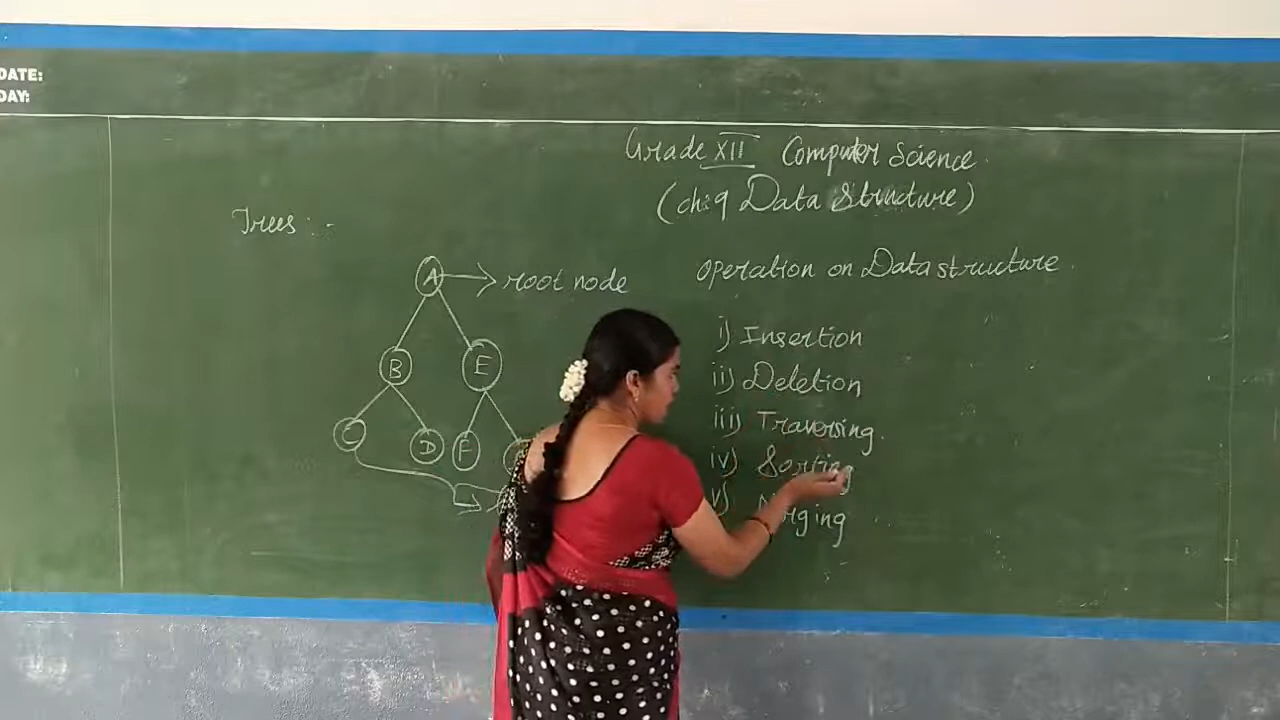 DATE:
DAY:
Grade XII Computer Science
(ch:9 Data Structure)
Trees :-
A → root node
B E
C D F
Operation on Data structure.
i) Insertion
ii) Deletion
iii) Traversing.
iv) Sorting
v) Merging